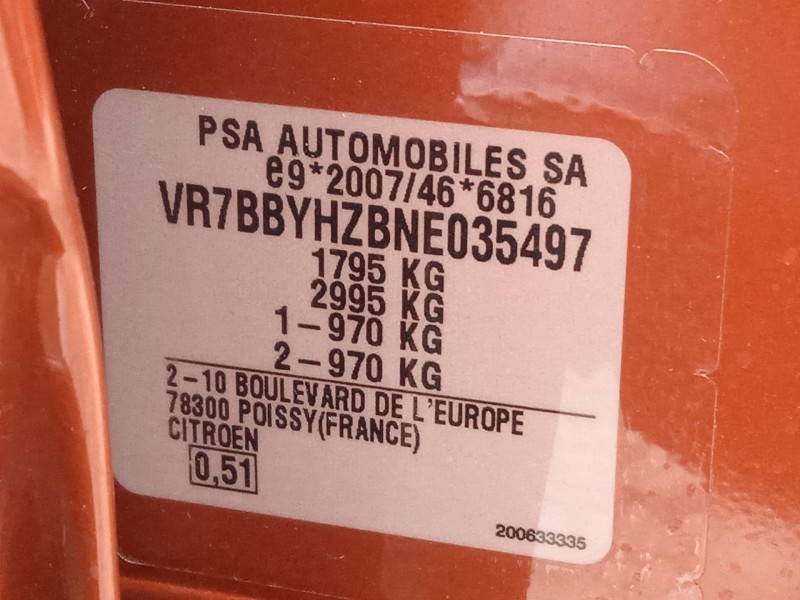 PSA AUTOMOBILES SA
e9*2007/46*6816
VR7BBYHZBNE035497
1795 KG
2995 KG
1-970 KG
2-970 KG
2-10 BOULEVARD DE L'EUROPE
78300 POISSY(FRANCE)
CITROEN
0,51
200633335